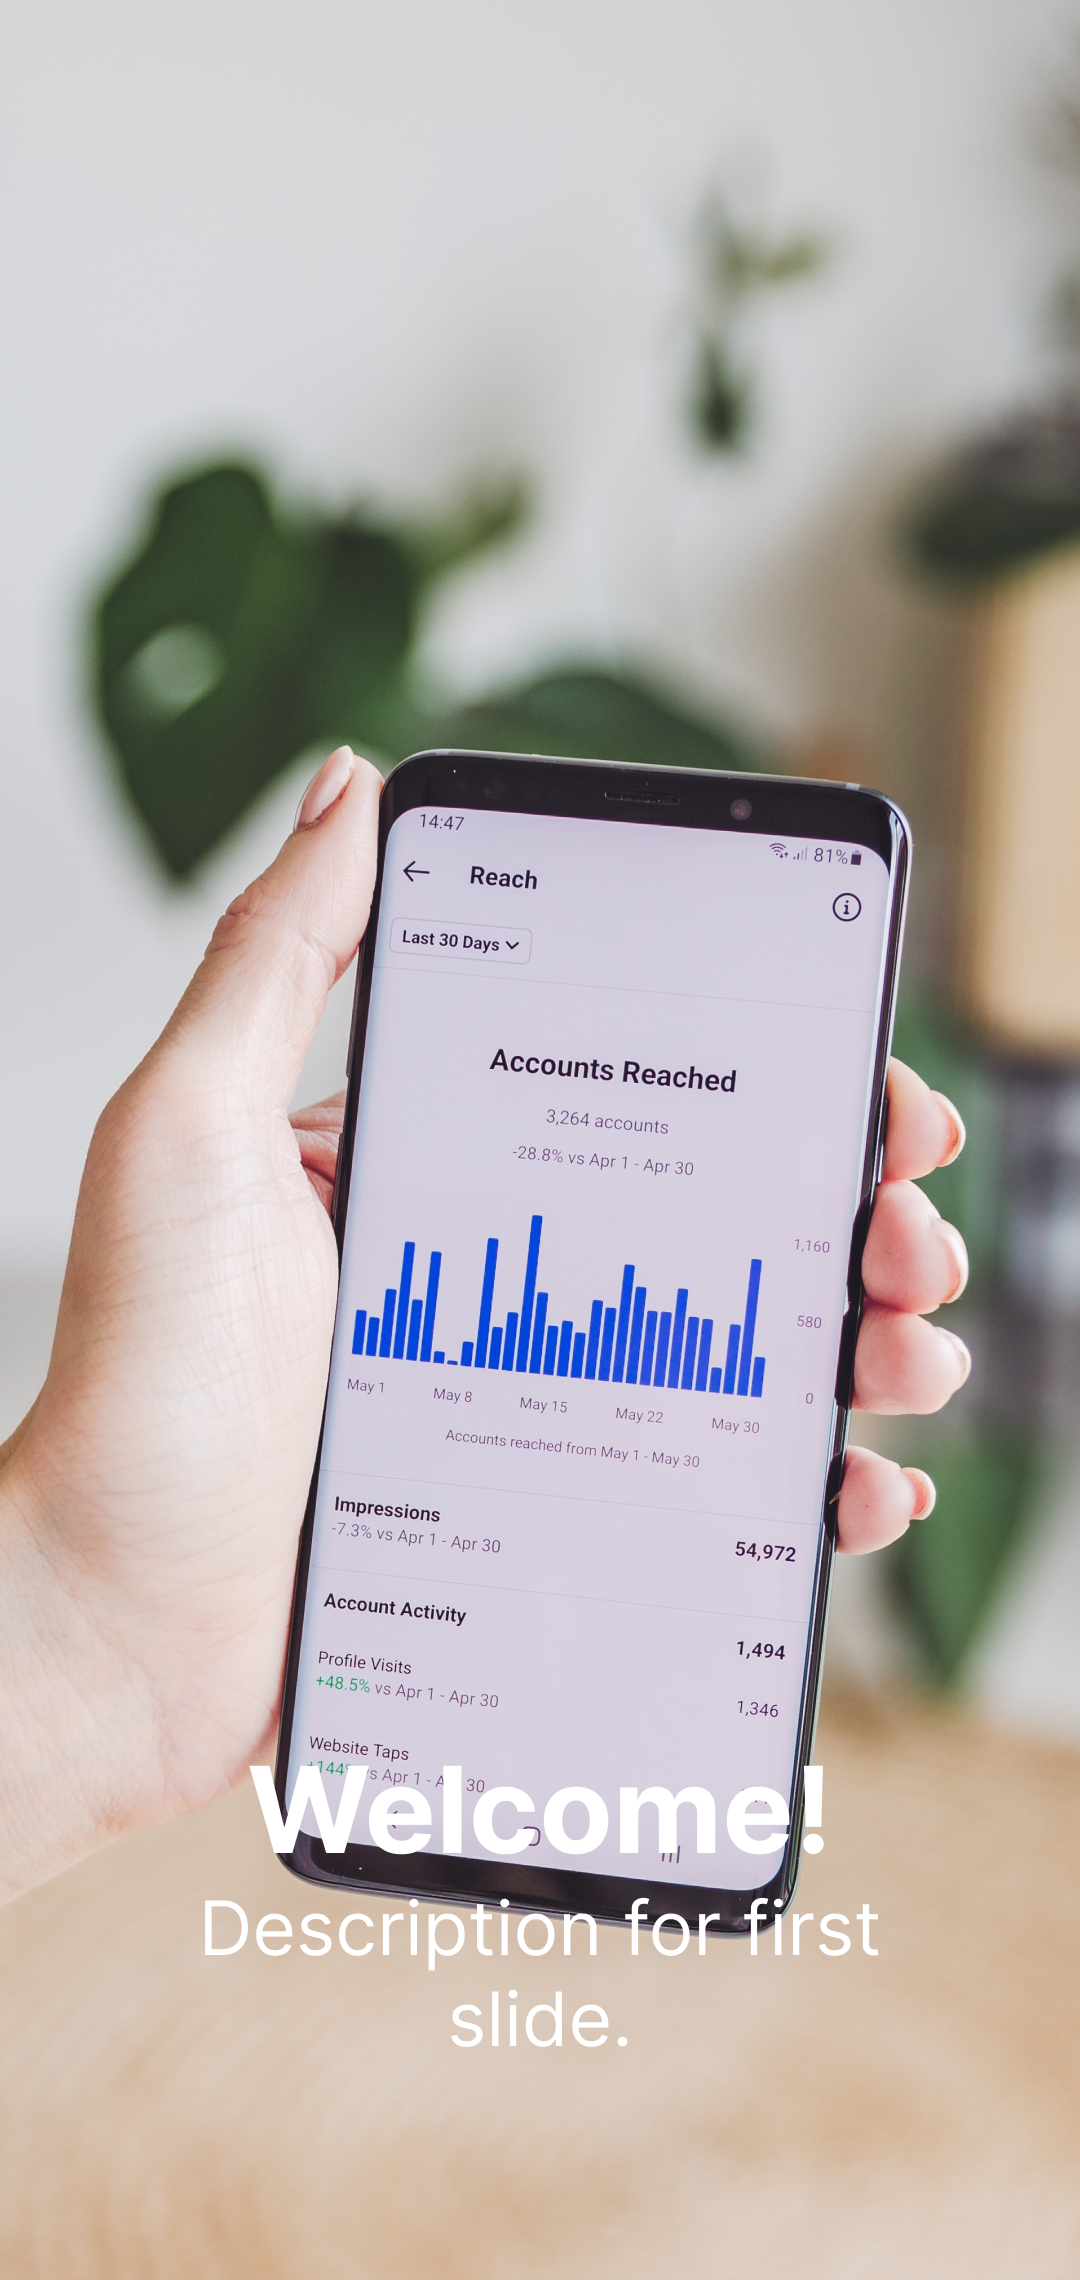 14:47
81%
Reach
Last 30 Days
Accounts Reached
3,264 accounts
-28.8% vs Apr 1 - Apr 30
1,160
580
0
May 1
May 8
May 15
May 22
May 30
Accounts reached from May 1 - May 30
Impressions
54,972
-7.3% vs Apr 1 - Apr 30
Account Activity
1,494
Profile Visits
1,346
+48.5% vs Apr 1 - Apr 30
Website Taps
vs Apr 1 - Apr 30
Welcome!
Description for first
slide.